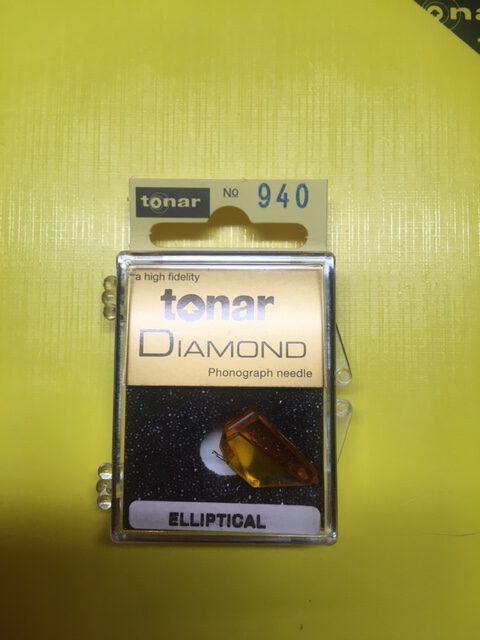 tonar No 940
a high fidelity
tonar
DIAMOND
Phonograph needle
ELLIPTICAL